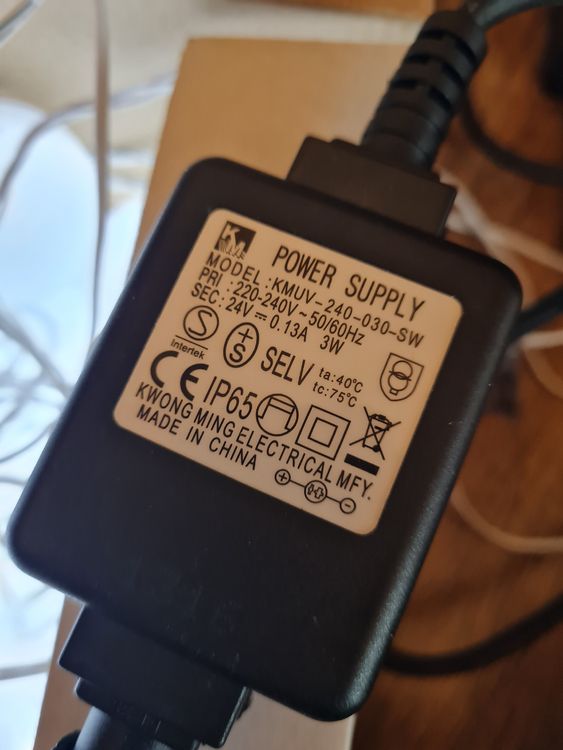 KM
POWER SUPPLY
MODEL:KMUV-240-030-SW
PRI :220-240V~50/60Hz
SEC: 24V⎓0.13A 3W
S
Intertek
S
SELV
ta:40℃
tc:75℃
CE IP65
KWONG MING ELECTRICAL MFY.
MADE IN CHINA
+ -